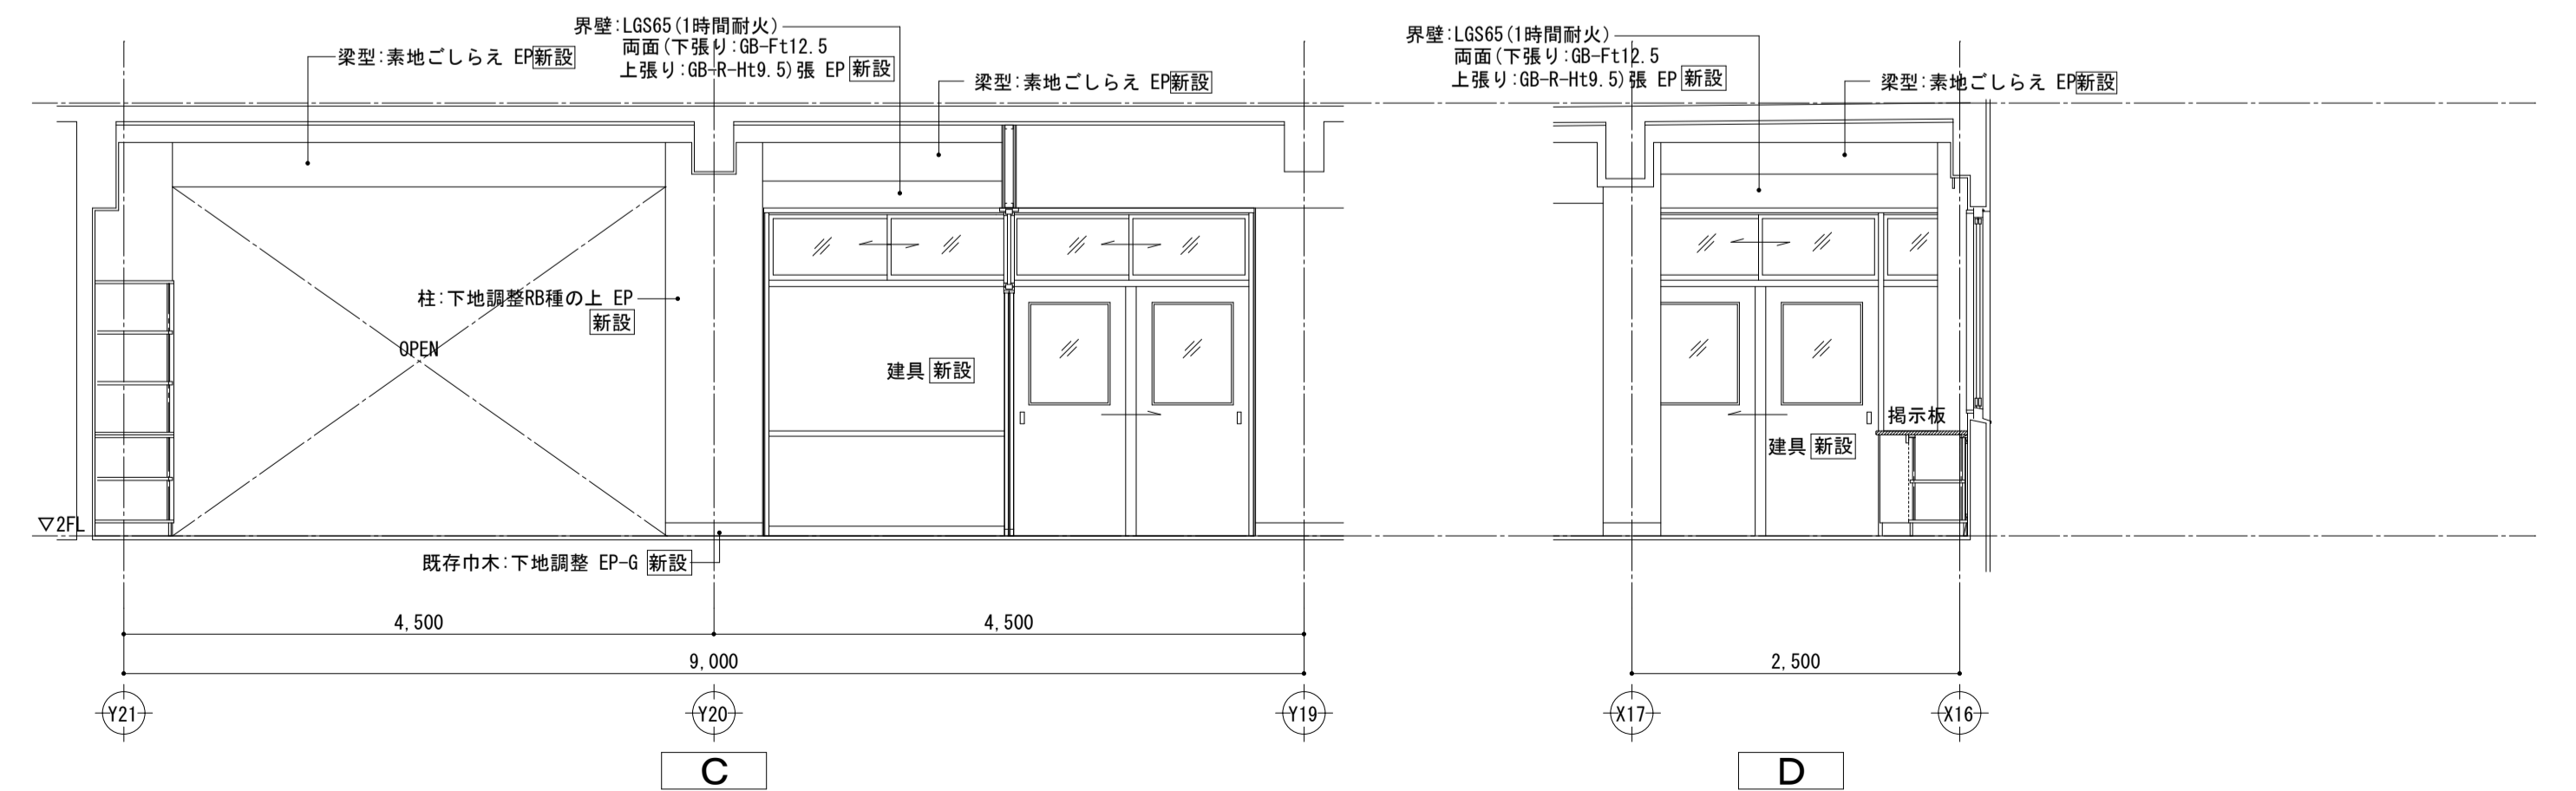 界壁:LGS65(1時間耐火)
両面(下張り:GB-Ft12.5
上張り:GB-R-Ht9.5)張 EP 新設
梁型:素地ごしらえ EP新設
梁型:素地ごしらえ EP新設
柱:下地調整RB種の上 EP
新設
OPEN
建具 新設
▽2FL
既存巾木:下地調整 EP-G 新設
4,500
4,500
9,000
Y21
Y20
Y19
C
界壁:LGS65(1時間耐火)
両面(下張り:GB-Ft12.5
上張り:GB-R-Ht9.5)張 EP 新設
梁型:素地ごしらえ EP新設
掲示板
建具 新設
2,500
X17
X16
D